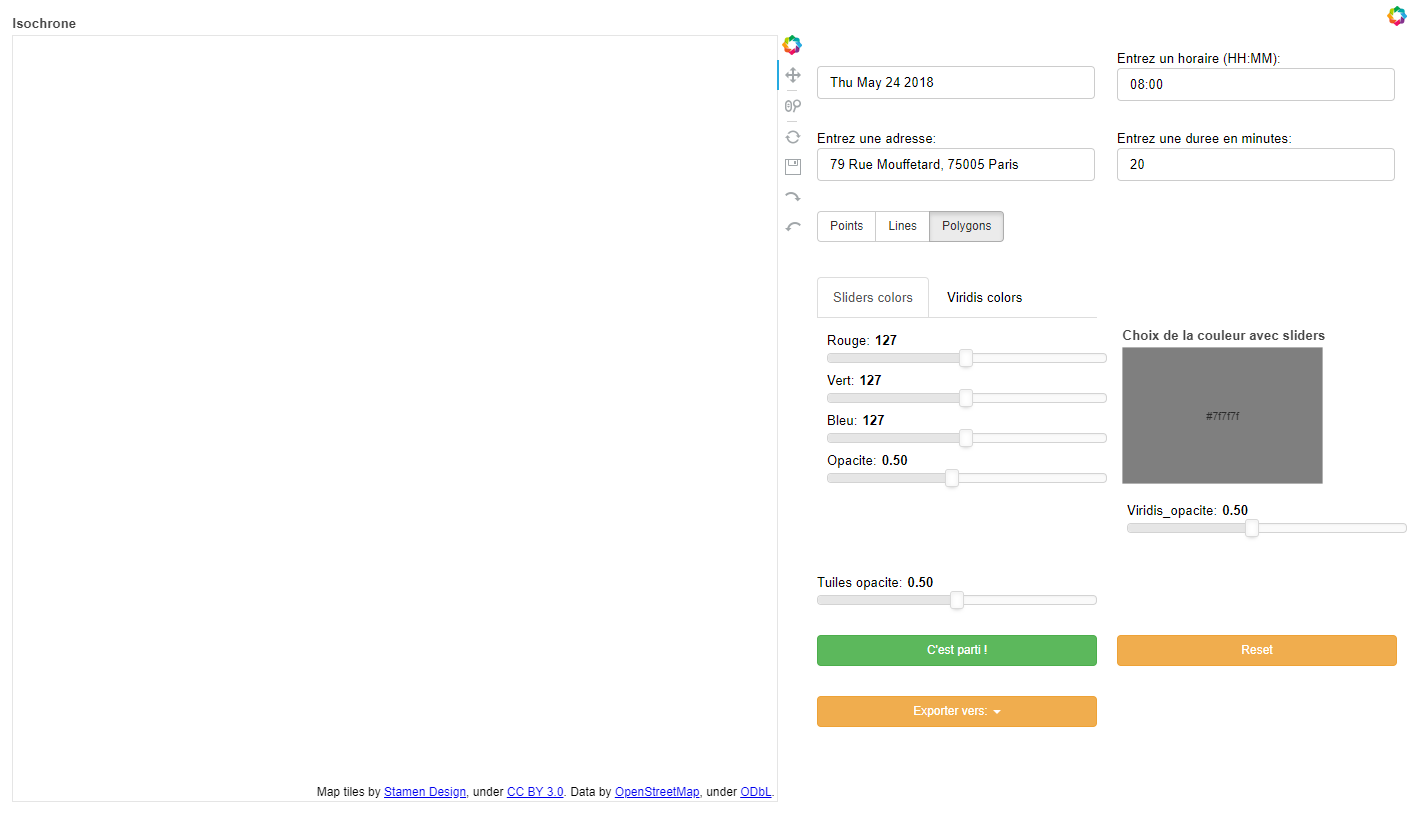 Isochrone
Thu May 24 2018
Entrez un horaire (HH:MM):
08:00
Entrez une adresse:
79 Rue Mouffetard, 75005 Paris
Entrez une duree en minutes:
20
Points Lines Polygons
Sliders colors Viridis colors
Rouge: 127
Vert: 127
Bleu: 127
Opacite: 0.50
Choix de la couleur avec sliders
#7f7f7f
Viridis_opacite: 0.50
Tuiles opacite: 0.50
C'est parti !
Reset
Exporter vers:
Map tiles by Stamen Design, under CC BY 3.0. Data by OpenStreetMap, under ODbL.